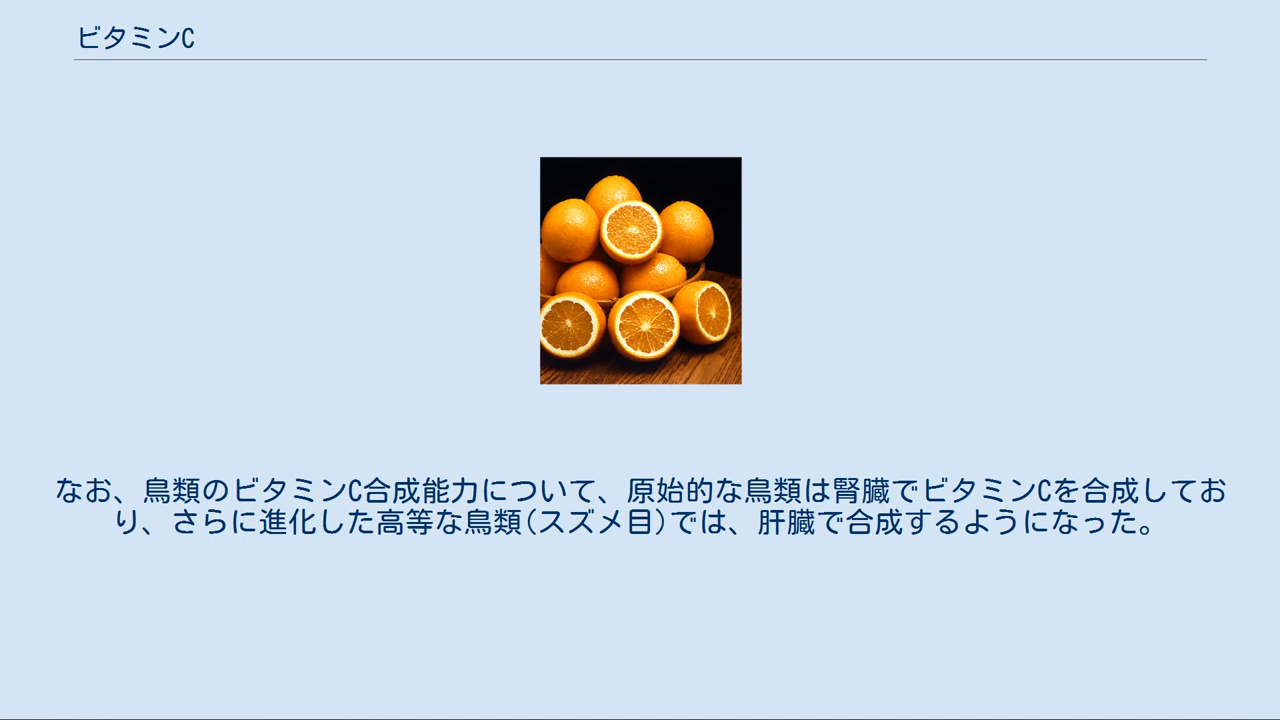 ビタミンC
なお、鳥類のビタミンC合成能力について、原始的な鳥類は腎臓でビタミンCを合成してお
り、さらに進化した高等な鳥類(スズメ目)では、肝臓で合成するようになった。